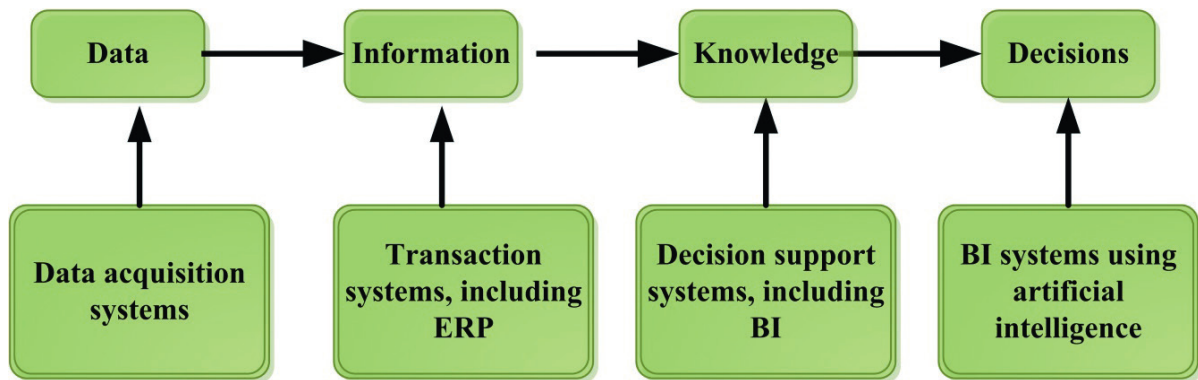 Data
Information
Knowledge
Decisions
Data acquisition
systems
Transaction
systems, including
ERP
Decision support
systems, including
BI
BI systems using
artificial
intelligence